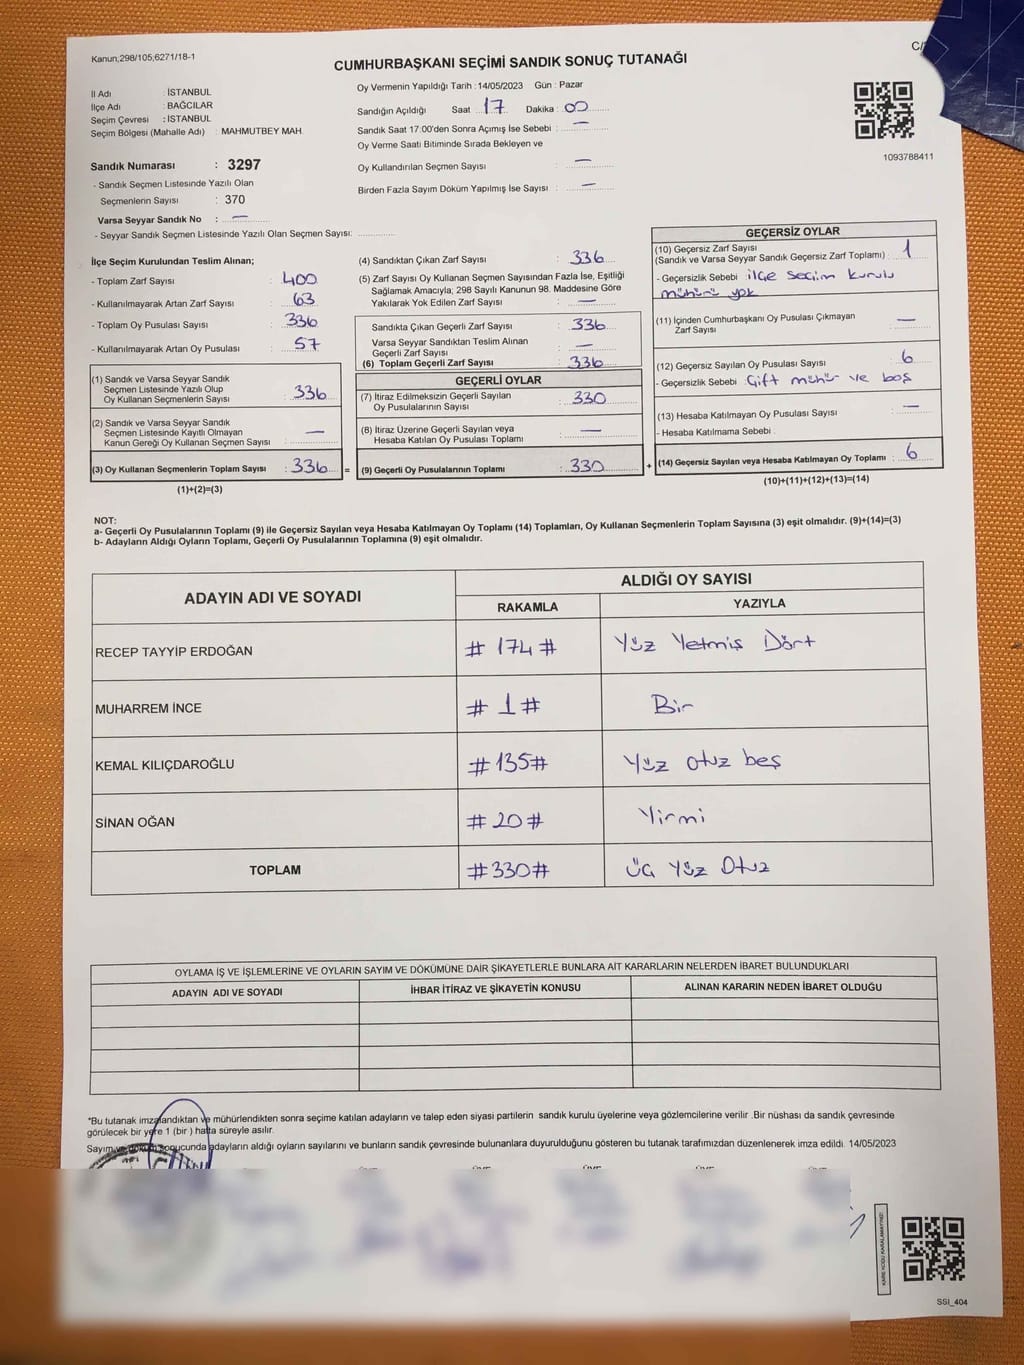 Kanun;298/105;6271/18-1
CUMHURBAŞKANI SEÇİMİ SANDIK SONUÇ TUTANAĞI
İl Adı : İSTANBUL
İlçe Adı : BAĞCILAR
Seçim Çevresi : İSTANBUL
Seçim Bölgesi (Mahalle Adı) : MAHMUTBEY MAH.
Sandık Numarası : 3297
- Sandık Seçmen Listesinde Yazılı Olan
Seçmenlerin Sayısı : 370
Varsa Seyyar Sandık No : —
- Seyyar Sandık Seçmen Listesinde Yazılı Olan Seçmen Sayısı:
Oy Vermenin Yapıldığı Tarih : 14/05/2023 Gün : Pazar
Sandığın Açıldığı Saat 17 Dakika : 00
Sandık Saat 17:00'den Sonra Açımış İse Sebebi : —
Oy Verme Saati Bitiminde Sırada Bekleyen ve
Oy Kullandırılan Seçmen Sayısı : —
Birden Fazla Sayım Döküm Yapılmış İse Sayısı : —
1093788411
İlçe Seçim Kurulundan Teslim Alınan;
- Toplam Zarf Sayısı : 400
- Kullanılmayarak Artan Zarf Sayısı : 63
- Toplam Oy Pusulası Sayısı : 336
- Kullanılmayarak Artan Oy Pusulası : 57
(1) Sandık ve Varsa Seyyar Sandık
Seçmen Listesinde Yazılı Olup
Oy Kullanan Seçmenlerin Sayısı : 336
(2) Sandık ve Varsa Seyyar Sandık
Seçmen Listesinde Kayıtlı Olmayan
Kanun Gereği Oy Kullanan Seçmen Sayısı : —
(3) Oy Kullanan Seçmenlerin Toplam Sayısı : 336 =
(1)+(2)=(3)
(4) Sandıktan Çıkan Zarf Sayısı : 336
(5) Zarf Sayısı Oy Kullanan Seçmen Sayısından Fazla İse, Eşitliği
Sağlamak Amacıyla; 298 Sayılı Kanunun 98. Maddesine Göre
Yakılarak Yok Edilen Zarf Sayısı : —
Sandıkta Çıkan Geçerli Zarf Sayısı : 336
Varsa Seyyar Sandıktan Teslim Alınan
Geçerli Zarf Sayısı : —
(6) Toplam Geçerli Zarf Sayısı : 336
GEÇERLİ OYLAR
(7) İtiraz Edilmeksizin Geçerli Sayılan
Oy Pusulalarının Sayısı : 330
(8) İtiraz Üzerine Geçerli Sayılan veya
Hesaba Katılan Oy Pusulası Toplamı : —
(9) Geçerli Oy Pusulalarının Toplamı : 330 +
GEÇERSİZ OYLAR
(10) Geçersiz Zarf Sayısı
(Sandık ve Varsa Seyyar Sandık Geçersiz Zarf Toplamı) : 1
- Geçersizlik Sebebi : ilçe seçim kurulu
mühürü yok
(11) İçinden Cumhurbaşkanı Oy Pusulası Çıkmayan
Zarf Sayısı : —
(12) Geçersiz Sayılan Oy Pusulası Sayısı : 6
- Geçersizlik Sebebi : Çift mühür ve boş
(13) Hesaba Katılmayan Oy Pusulası Sayısı : —
- Hesaba Katılmama Sebebi :
(14) Geçersiz Sayılan veya Hesaba Katılmayan Oy Toplamı : 6
(10)+(11)+(12)+(13)=(14)
NOT:
a- Geçerli Oy Pusulalarının Toplamı (9) ile Geçersiz Sayılan veya Hesaba Katılmayan Oy Toplamı (14) Toplamları, Oy Kullanan Seçmenlerin Toplam Sayısına (3) eşit olmalıdır. (9)+(14)=(3)
b- Adayların Aldığı Oyların Toplamı, Geçerli Oy Pusulalarının Toplamına (9) eşit olmalıdır.
ADAYIN ADI VE SOYADI ALDIĞI OY SAYISI
RAKAMLA YAZIYLA
RECEP TAYYİP ERDOĞAN # 174 # Yüz Yetmiş Dört
MUHARREM İNCE # 1 # Bir
KEMAL KILIÇDAROĞLU # 135 # Yüz otuz beş
SİNAN OĞAN # 20 # Yirmi
TOPLAM # 330 # üç Yüz Otuz
OYLAMA İŞ VE İŞLEMLERİNE VE OYLARIN SAYIM VE DÖKÜMÜNE DAİR ŞİKAYETLERLE BUNLARA AİT KARARLARIN NELERDEN İBARET BULUNDUKLARI
ADAYIN ADI VE SOYADI İHBAR İTİRAZ VE ŞİKAYETİN KONUSU ALINAN KARARIN NEDEN İBARET OLDUĞU
*Bu tutanak imzalandıktan ve mühürlendikten sonra seçime katılan adayların ve talep eden siyasi partilerin sandık kurulu üyelerine veya gözlemcilerine verilir .Bir nüshası da sandık çevresinde
görülecek bir yere 1 (bir ) hafta süreyle asılır.
Sayım ve döküm sonucunda adayların aldığı oyların sayılarını ve bunların sandık çevresinde bulunanlara duyurulduğunu gösteren bu tutanak tarafımızdan düzenlenerek imza edildi. 14/05/2023
KARE KODU KARALAMAYINIZ!
SSI_404